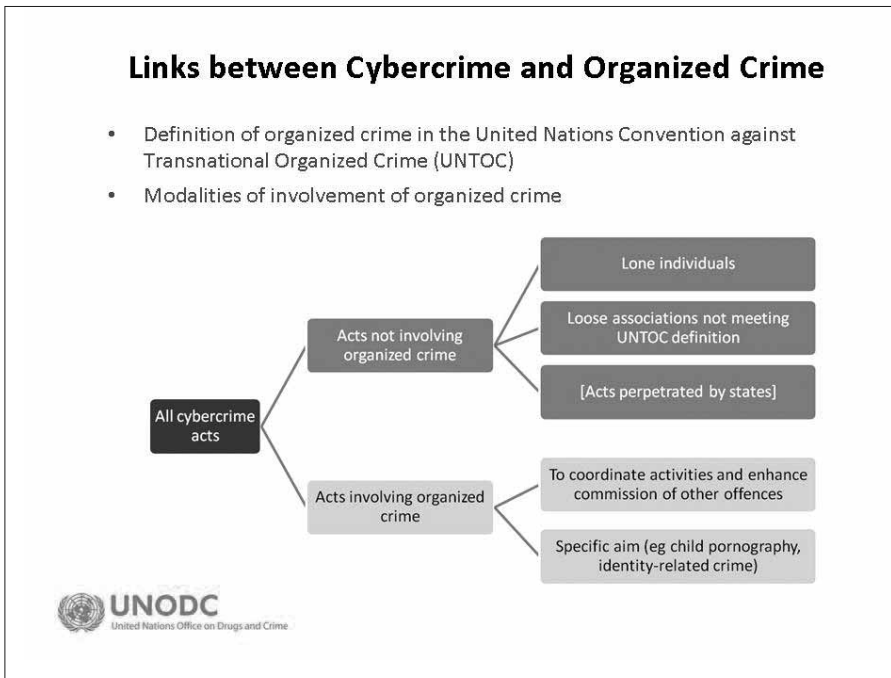 Links between Cybercrime and Organized Crime
• Definition of organized crime in the United Nations Convention against
Transnational Organized Crime (UNTOC)
• Modalities of involvement of organized crime
All cybercrime
acts
Acts not involving
organized crime
Lone individuals
Loose associations not meeting
UNTOC definition
[Acts perpetrated by states]
Acts involving organized
crime
To coordinate activities and enhance
commission of other offences
Specific aim (eg child pornography,
identity-related crime)
UNODC
United Nations Office on Drugs and Crime